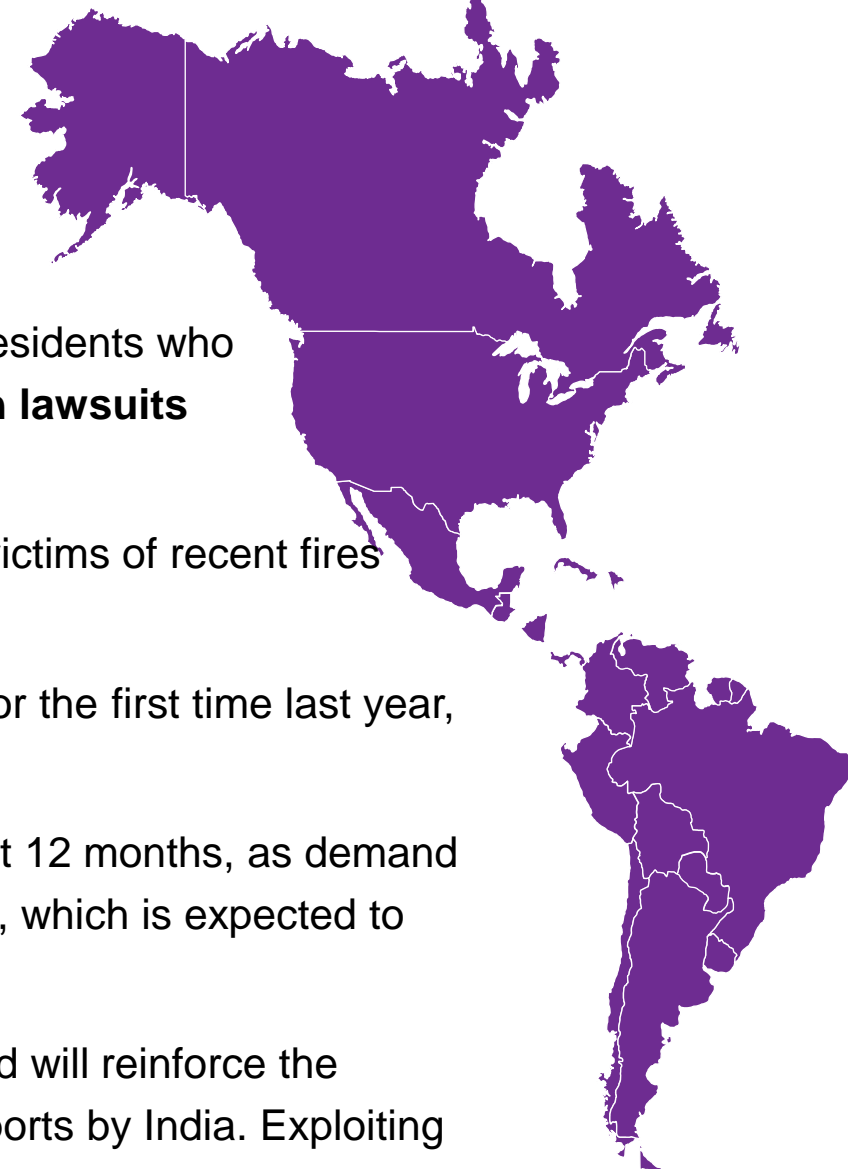 esidents who
n lawsuits
victims of recent fires
or the first time last year,
t 12 months, as demand
, which is expected to
d will reinforce the
ports by India. Exploiting